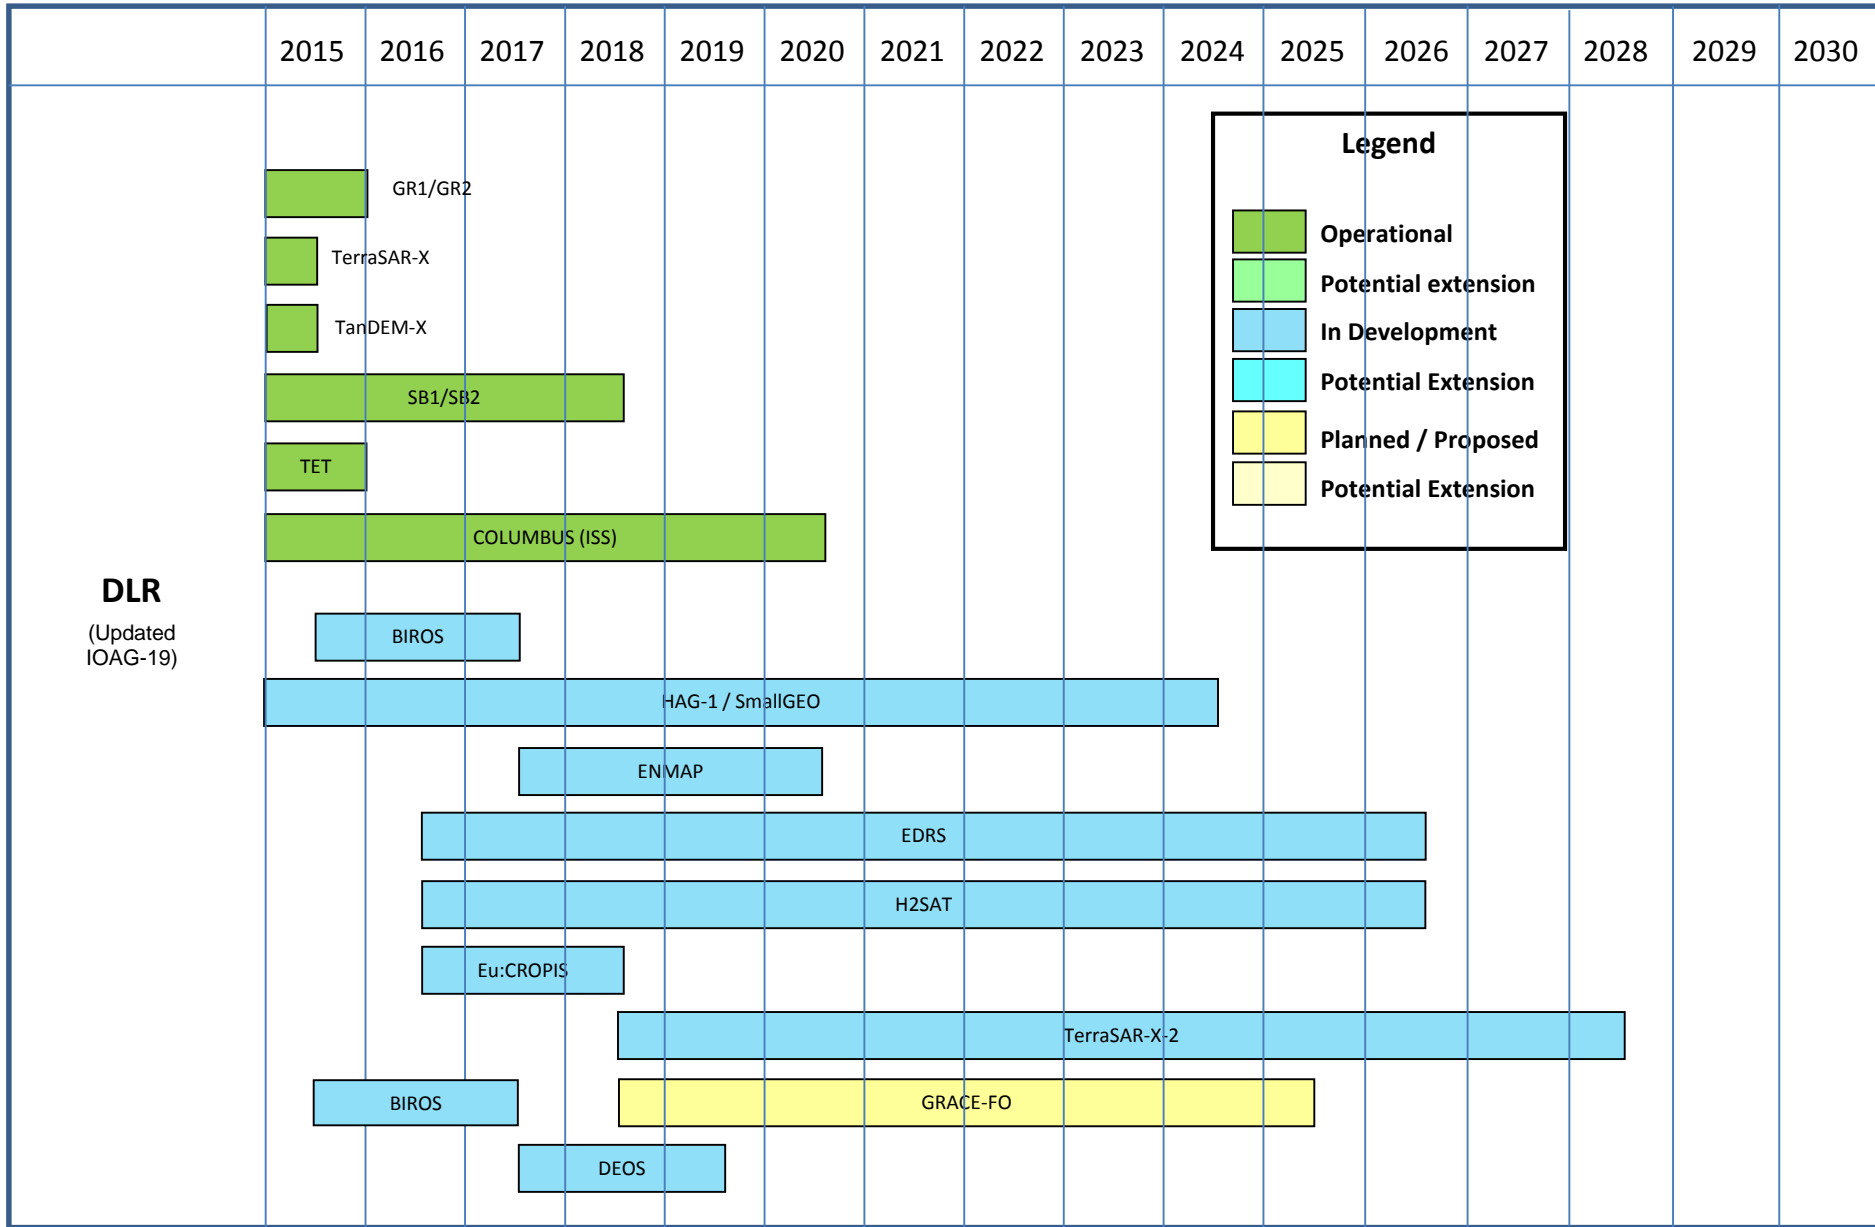 2015 2016 2017 2018 2019 2020 2021 2022 2023 2024 2025 2026 2027 2028 2029 2030
Legend
Operational
Potential extension
In Development
Potential Extension
Planned / Proposed
Potential Extension
DLR
(Updated
IOAG-19)
GR1/GR2
TerraSAR-X
TanDEM-X
SB1/SB2
TET
COLUMBUS (ISS)
BIROS
HAG-1 / SmallGEO
ENMAP
EDRS
H2SAT
Eu:CROPIS
TerraSAR-X-2
BIROS GRACE-FO
DEOS